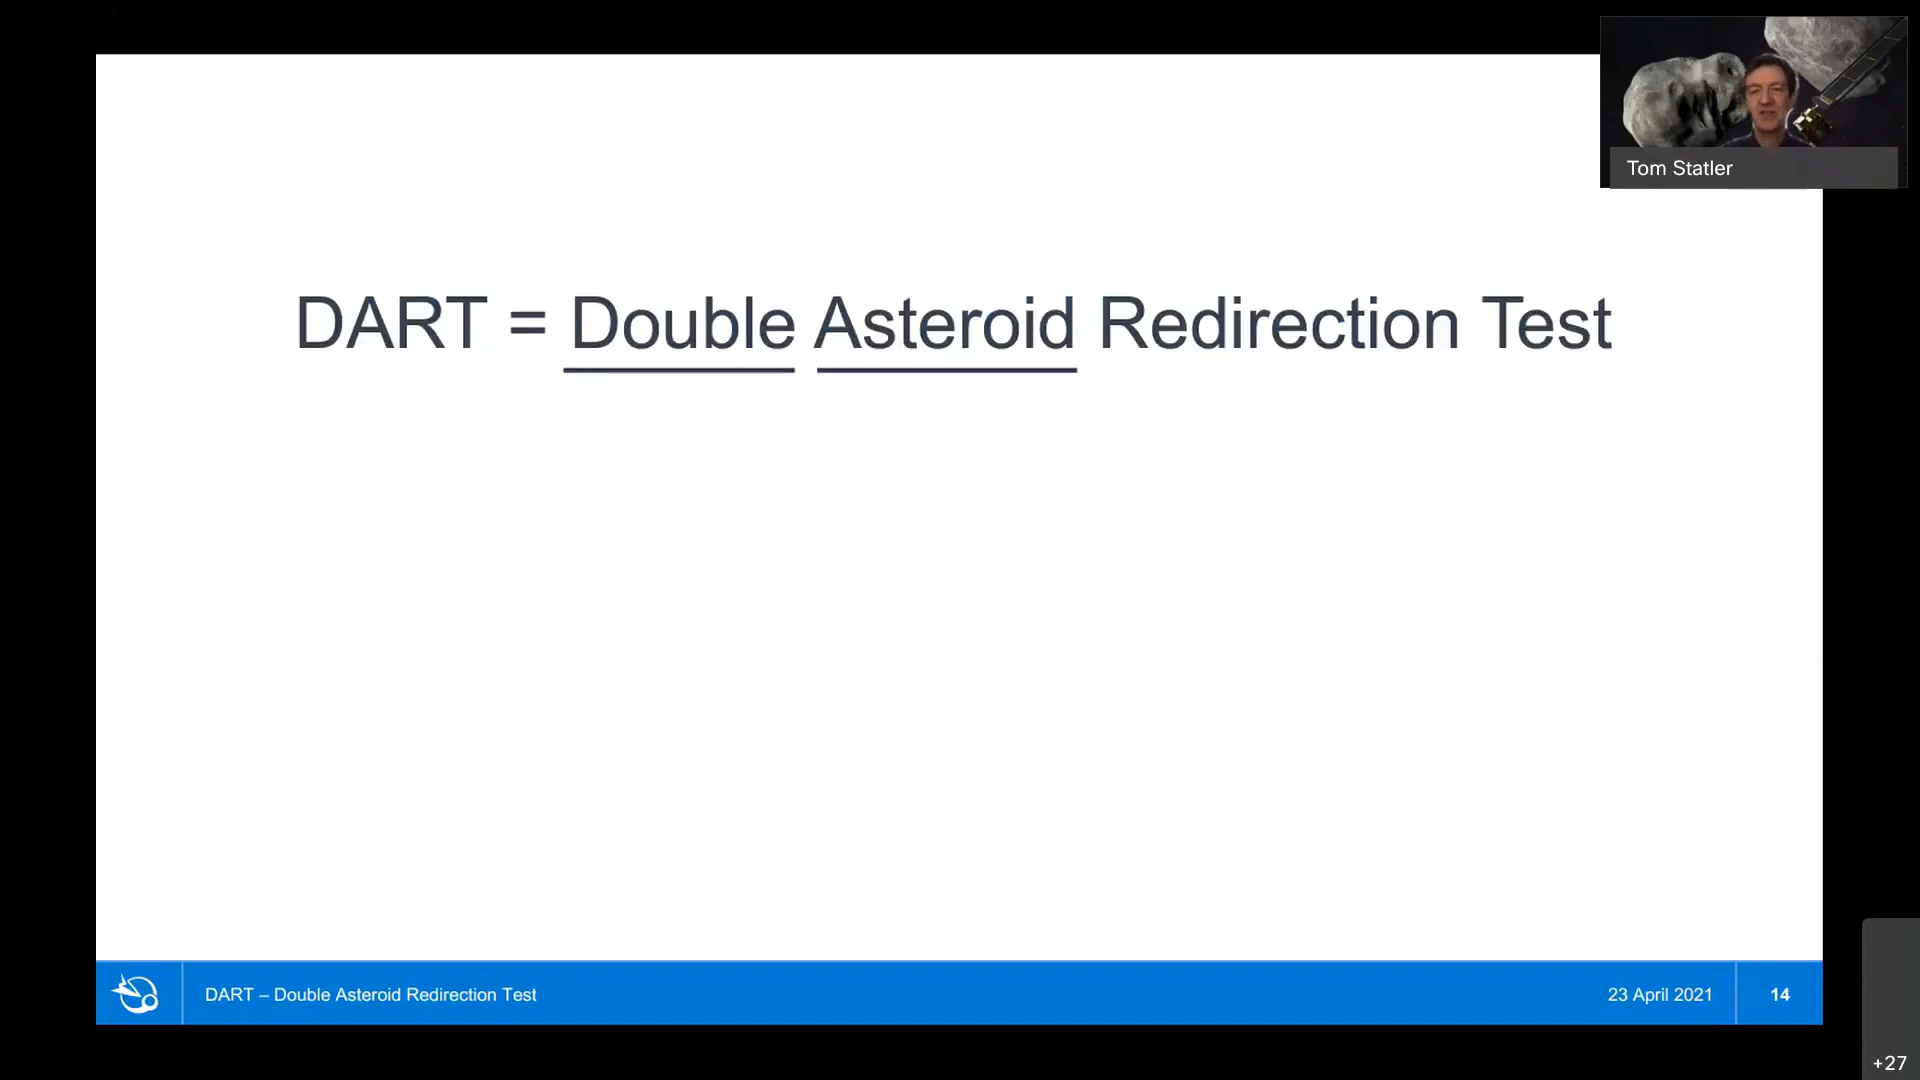 Tom Statler
DART = Double Asteroid Redirection Test
DART – Double Asteroid Redirection Test
23 April 2021
14
+27